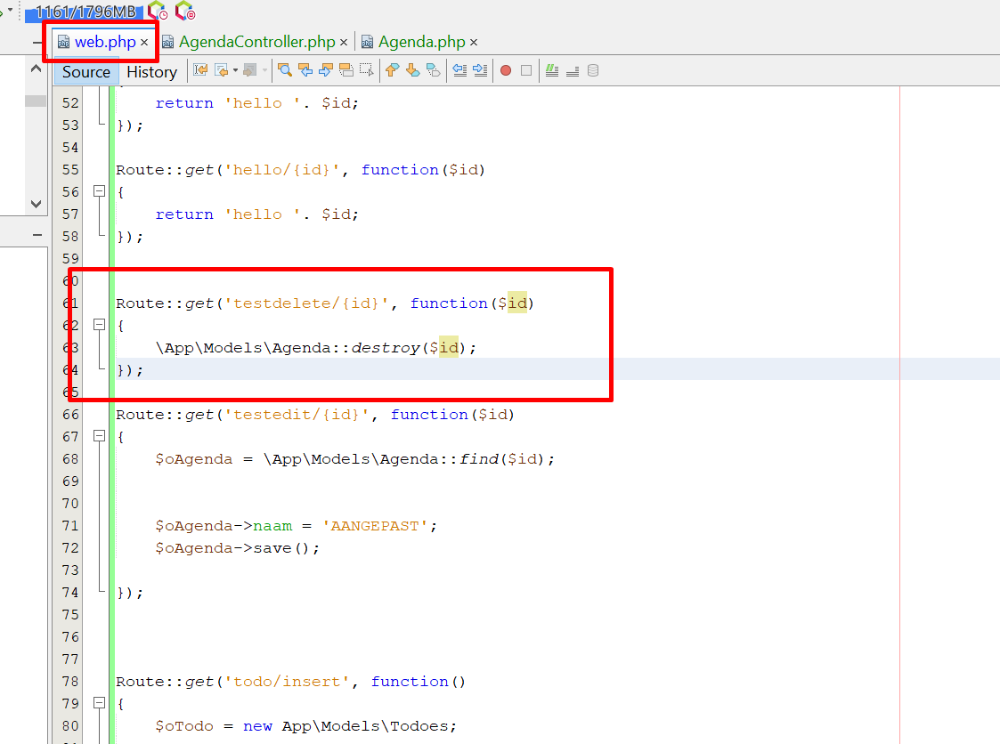 1161/1796MB
web.php × AgendaController.php × Agenda.php ×
Source History
52 return 'hello '. $id;
53 });
54
55 Route::get('hello/{id}', function($id)
56 {
57 return 'hello '. $id;
58 });
59
60
61 Route::get('testdelete/{id}', function($id)
62 {
63 \App\Models\Agenda::destroy($id);
64 });
65
66 Route::get('testedit/{id}', function($id)
67 {
68 $oAgenda = \App\Models\Agenda::find($id);
69
70
71 $oAgenda->naam = 'AANGEPAST';
72 $oAgenda->save();
73
74 });
75
76
77
78 Route::get('todo/insert', function()
79 {
80 $oTodo = new App\Models\Todoes;